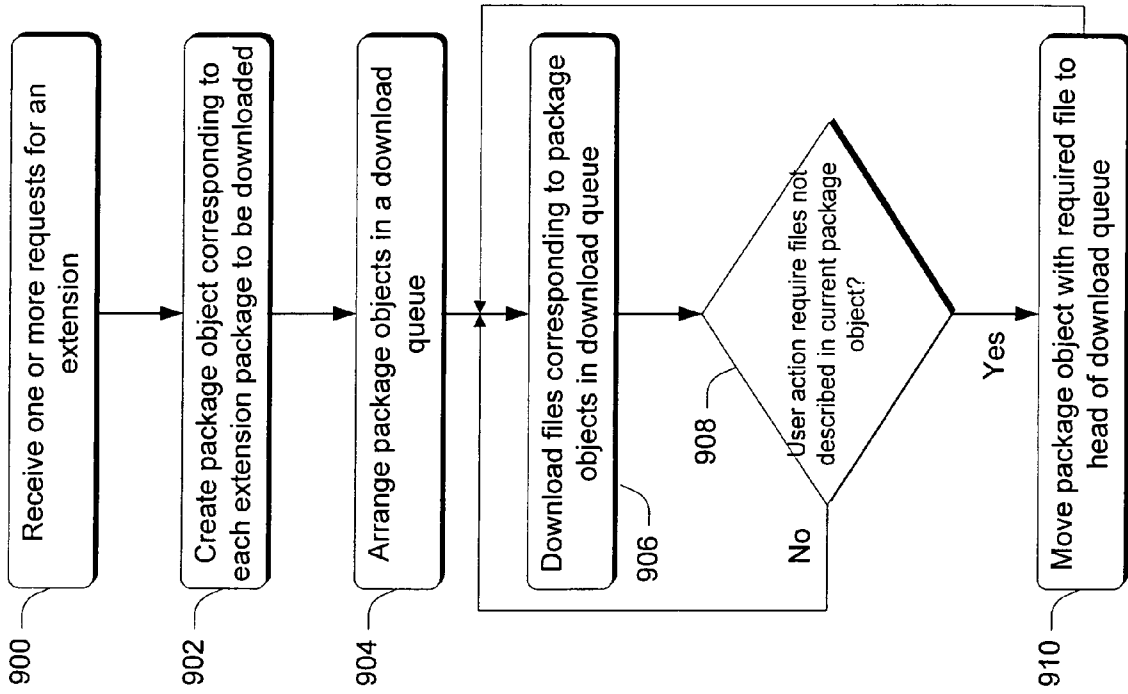 900
Receive one or more requests for an
extension
902
Create package object corresponding to
each extension package to be downloaded
904
Arrange package objects in a download
queue
906
Download files corresponding to package
objects in download queue
908
User action require files not
described in current package
object?
No
Yes
910
Move package object with required file to
head of download queue